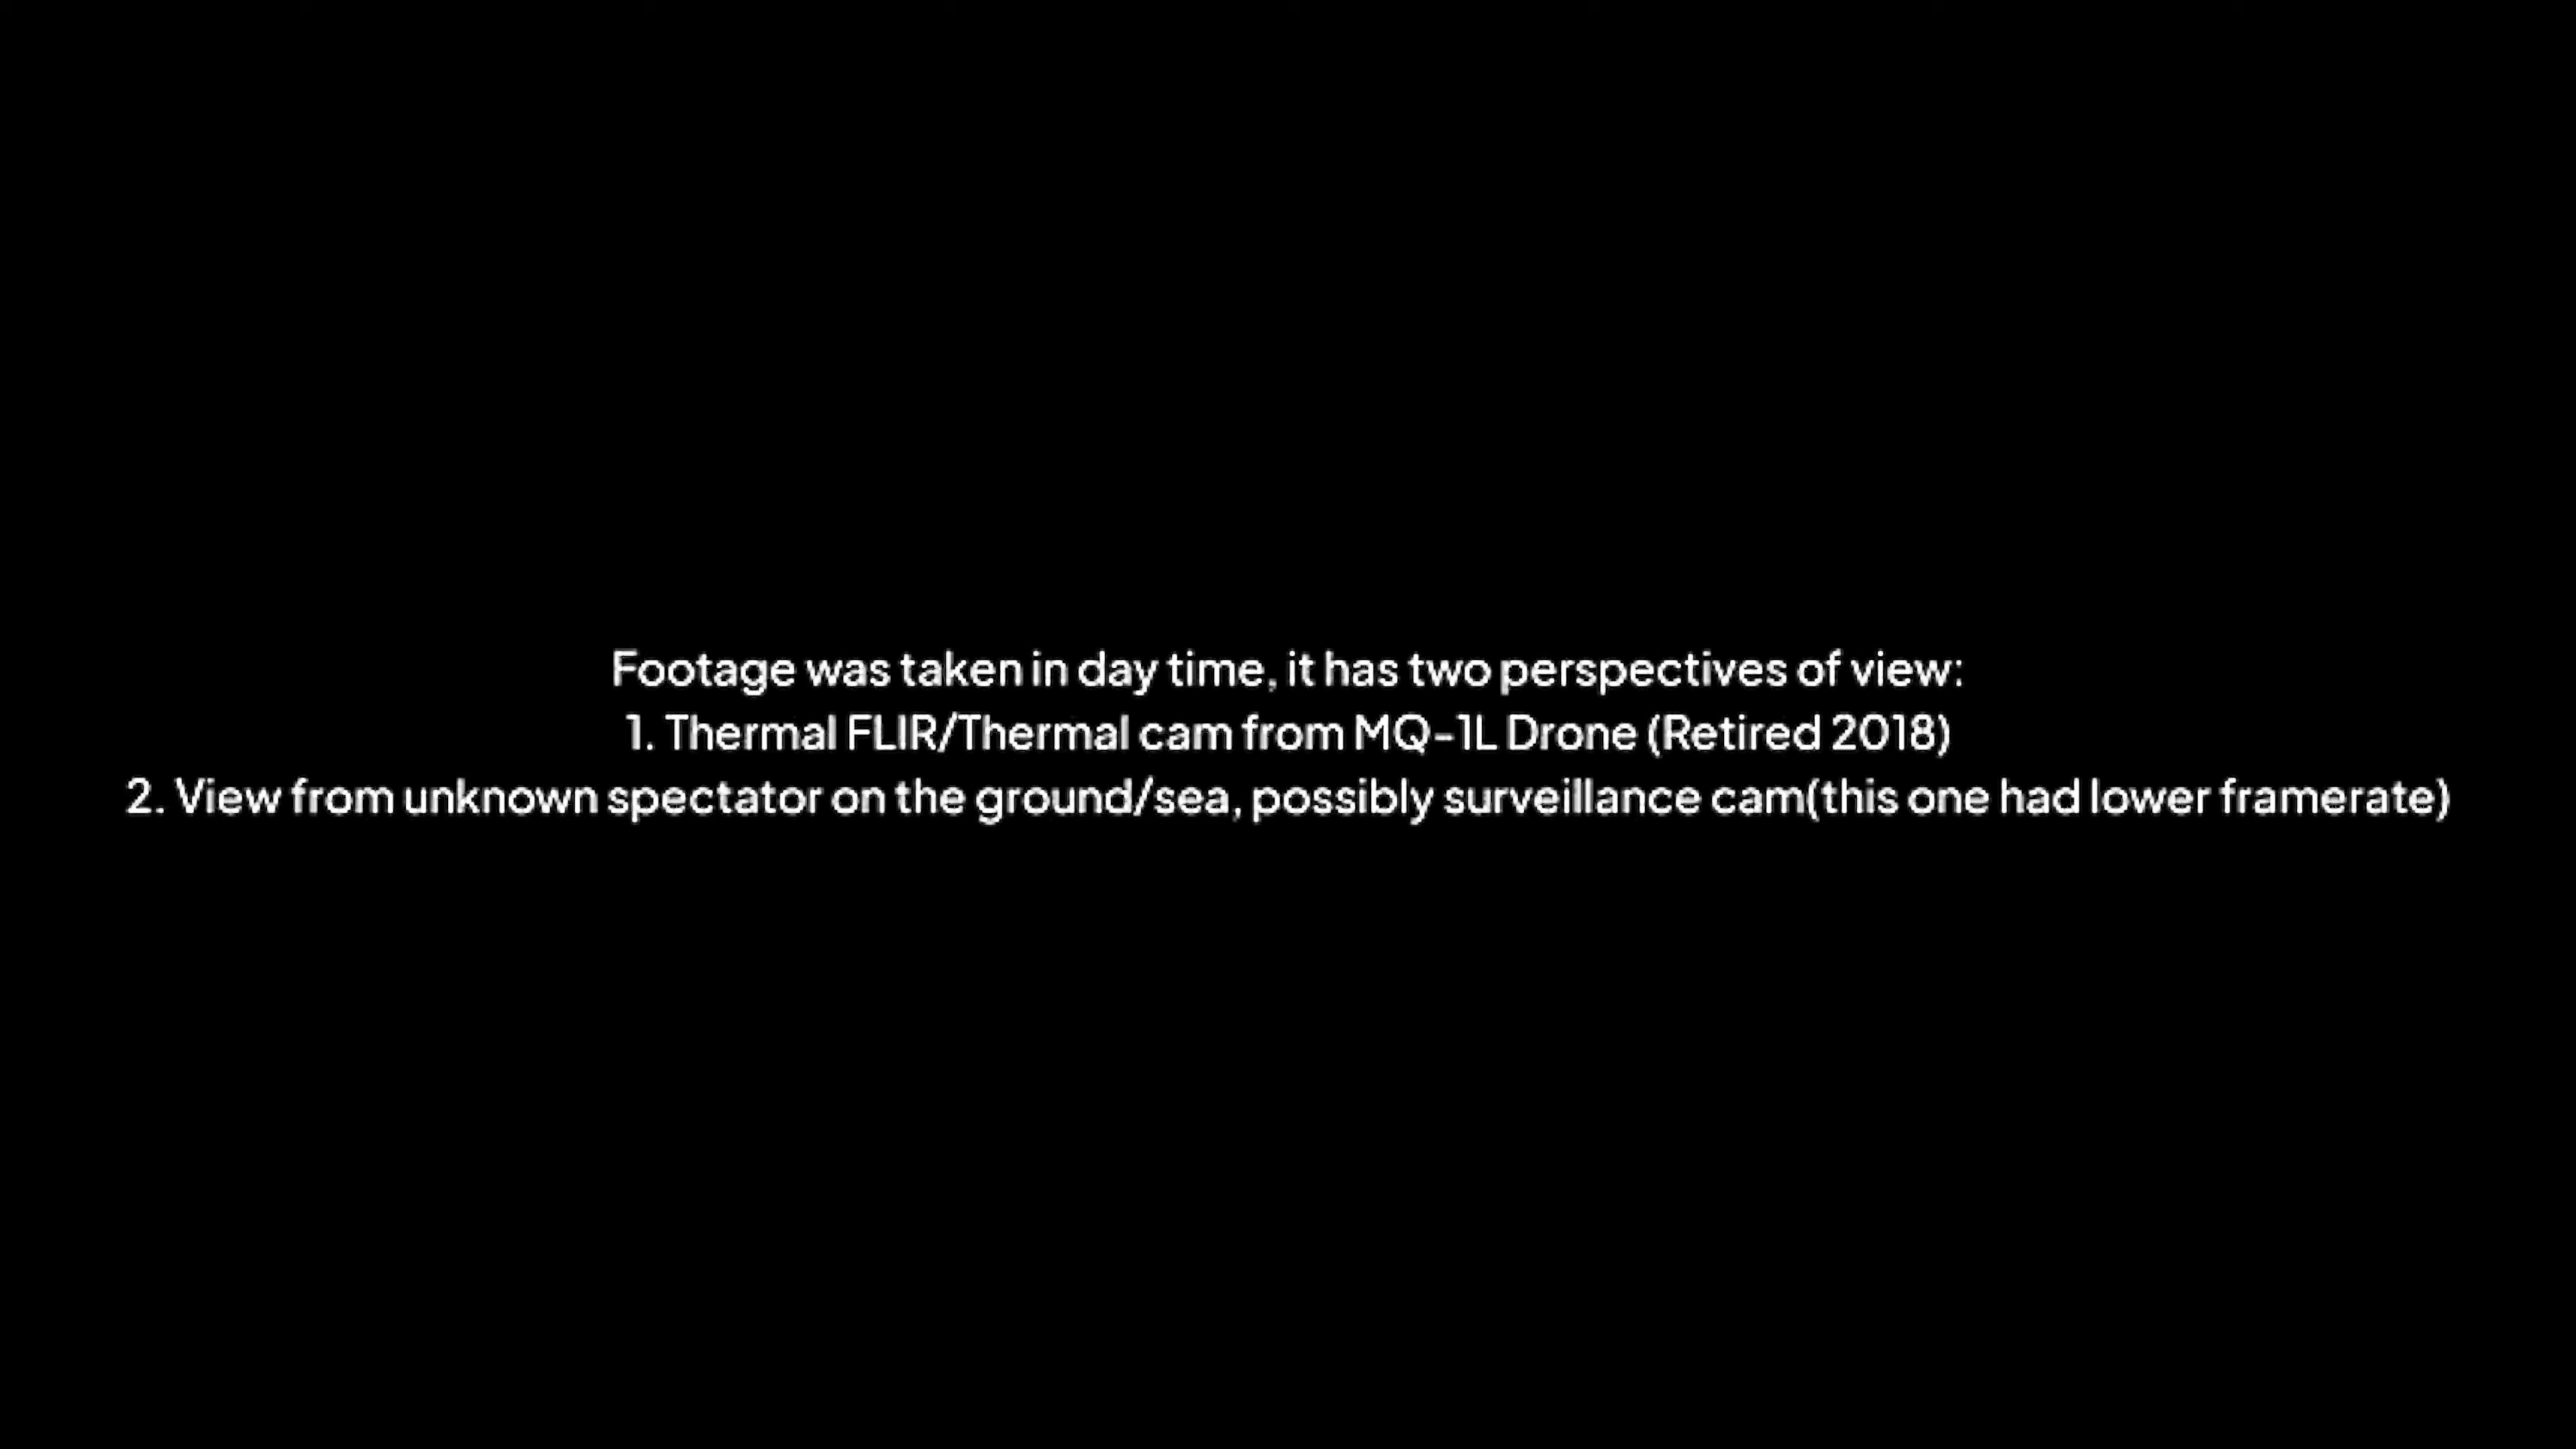 Footage was taken in day time, it has two perspectives of view:
1. Thermal FLIR/Thermal cam from MQ-1L Drone (Retired 2018)
2. View from unknown spectator on the ground/sea, possibly surveillance cam(this one had lower framerate)